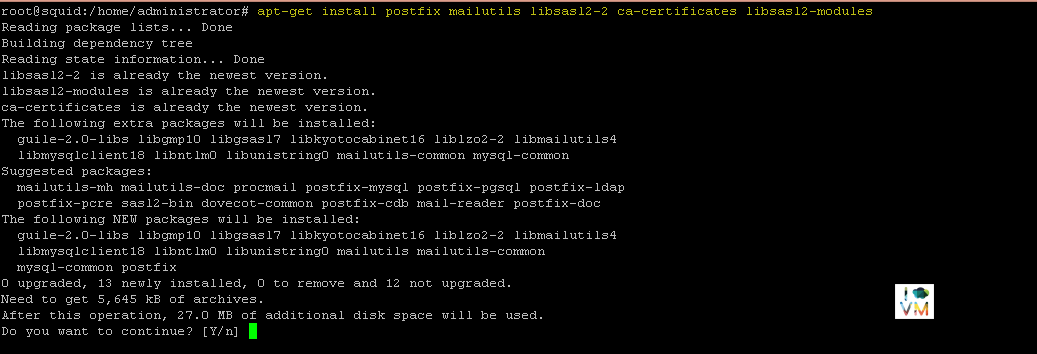 root@squid:/home/administrator# apt-get install postfix mailutils libsasl2-2 ca-certificates libsasl2-modules
Reading package lists... Done
Building dependency tree
Reading state information... Done
libsasl2-2 is already the newest version.
libsasl2-modules is already the newest version.
ca-certificates is already the newest version.
The following extra packages will be installed:
guile-2.0-libs libgmp10 libgsasl7 libkyotocabinet16 liblzo2-2 libmailutils4
libmysqlclient18 libntlm0 libunistring0 mailutils-common mysql-common
Suggested packages:
mailutils-mh mailutils-doc procmail postfix-mysql postfix-pgsql postfix-ldap
postfix-pcre sasl2-bin dovecot-common postfix-cdb mail-reader postfix-doc
The following NEW packages will be installed:
guile-2.0-libs libgmp10 libgsasl7 libkyotocabinet16 liblzo2-2 libmailutils4
libmysqlclient18 libntlm0 libunistring0 mailutils mailutils-common
mysql-common postfix
0 upgraded, 13 newly installed, 0 to remove and 12 not upgraded.
Need to get 5,645 kB of archives.
After this operation, 27.0 MB of additional disk space will be used.
Do you want to continue? [Y/n]
I
VM